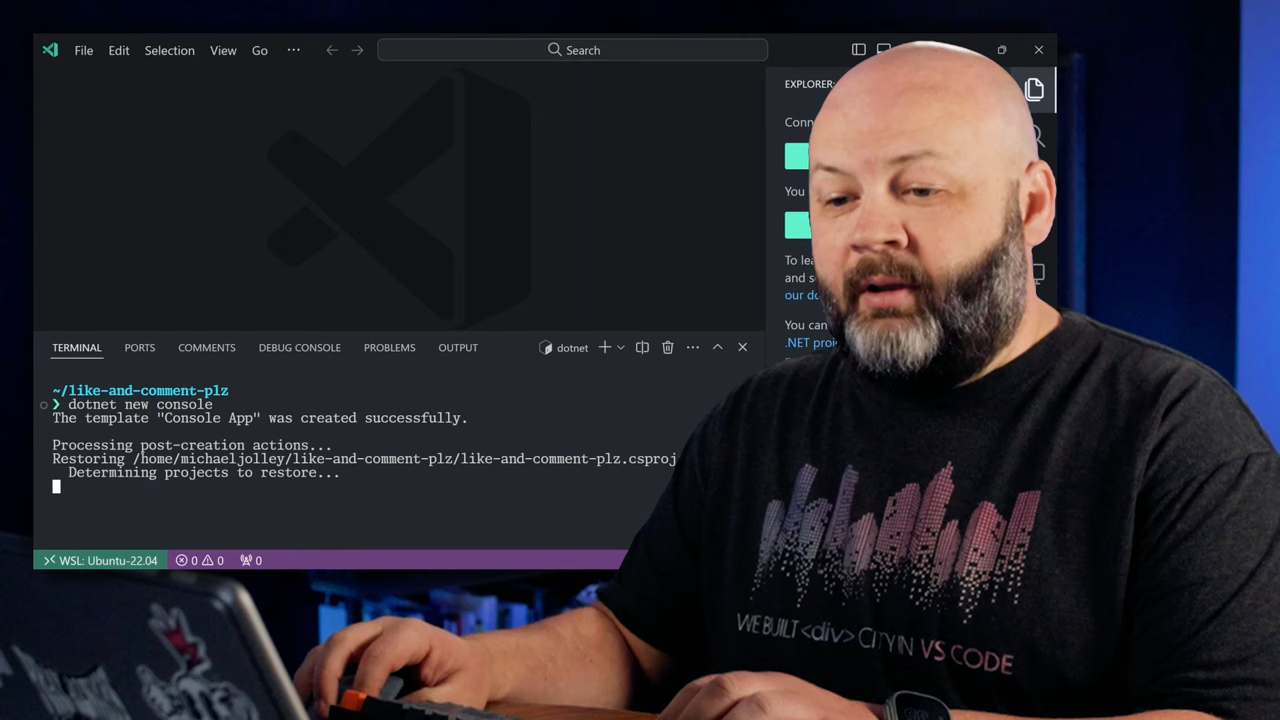 File Edit Selection View Go ··· Search
EXPLORER:
Conn
You
To lea
and s
our do
You can
.NET proj
TERMINAL PORTS COMMENTS DEBUG CONSOLE PROBLEMS OUTPUT dotnet
~/like-and-comment-plz
❯ dotnet new console
The template "Console App" was created successfully.
Processing post-creation actions...
Restoring /home/michaeljolley/like-and-comment-plz/like-and-comment-plz.csproj
Determining projects to restore...
WSL: Ubuntu-22.04 0 0 0
WE BUILT <div> CITY IN VS CODE